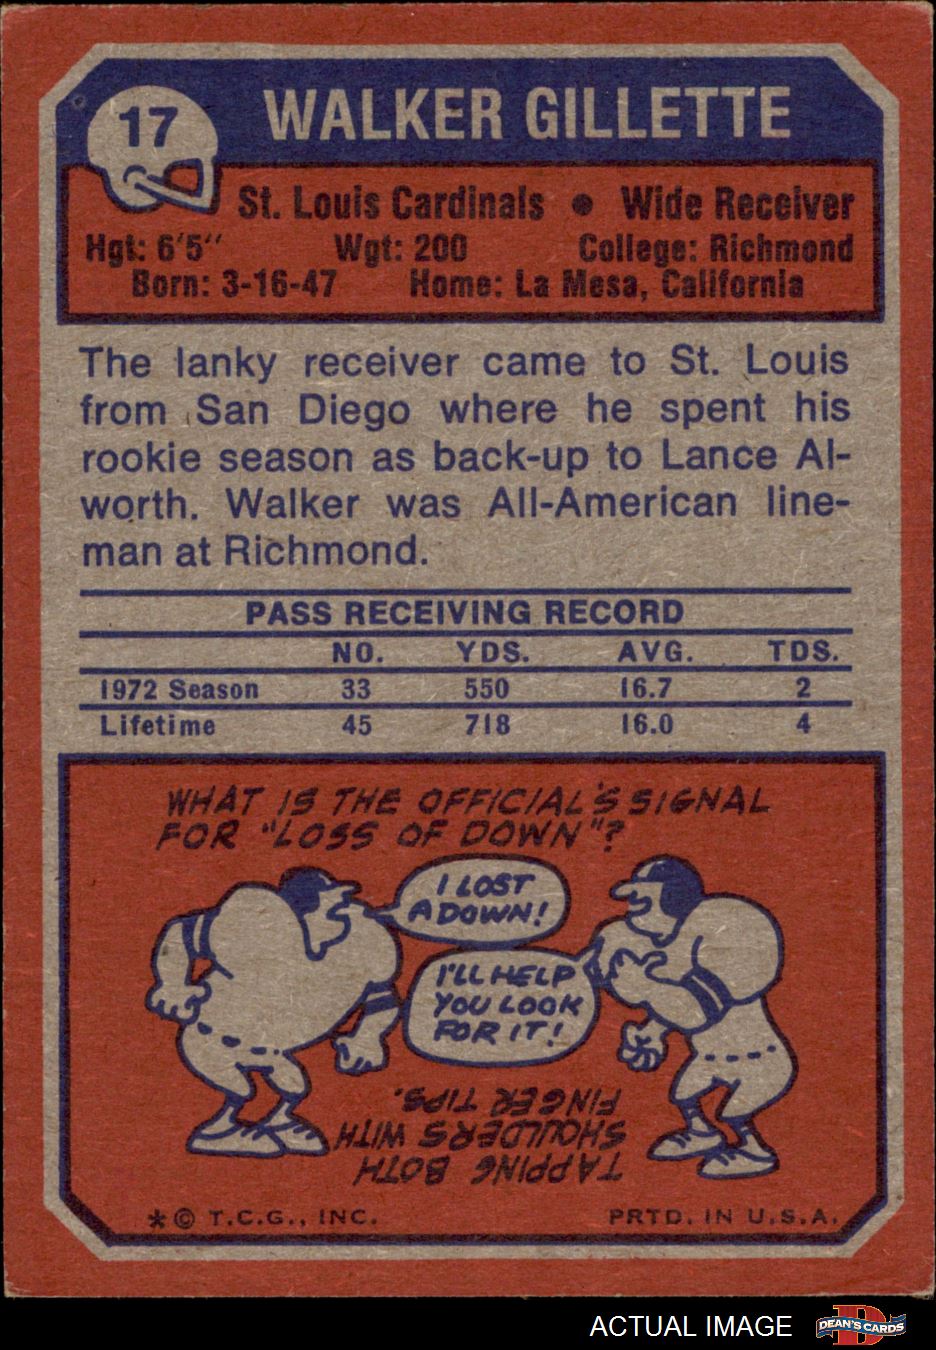 17
WALKER GILLETTE
St. Louis Cardinals • Wide Receiver
Hgt: 6'5" Wgt: 200 College: Richmond
Born: 3-16-47 Home: La Mesa, California
The lanky receiver came to St. Louis
from San Diego where he spent his
rookie season as back-up to Lance Al-
worth. Walker was All-American line-
man at Richmond.
PASS RECEIVING RECORD
NO. YDS. AVG. TDS.
1972 Season 33 550 16.7 2
Lifetime 45 718 16.0 4
WHAT IS THE OFFICIAL'S SIGNAL
FOR "LOSS OF DOWN"?
I LOST
A DOWN!
I'LL HELP
YOU LOOK
FOR IT!
TAPPING BOTH
SHOULDERS WITH
FINGER TIPS.
* © T.C.G., INC. PRTD. IN U.S.A.
ACTUAL IMAGE
D
DEAN'S CARDS